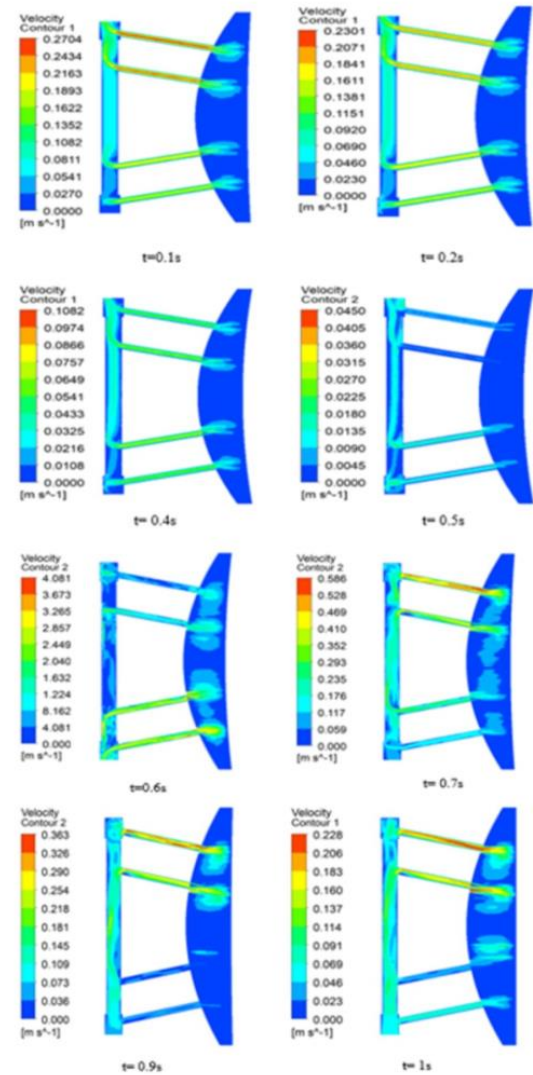 Velocity
Contour 1
0.2704
0.2434
0.2163
0.1893
0.1622
0.1352
0.1082
0.0811
0.0541
0.0270
0.0000
[m s^-1]
t=0.1s
Velocity
Contour 1
0.2301
0.2071
0.1841
0.1611
0.1381
0.1151
0.0920
0.0690
0.0460
0.0230
0.0000
[m s^-1]
t= 0.2s
Velocity
Contour 1
0.1082
0.0974
0.0866
0.0757
0.0649
0.0541
0.0433
0.0325
0.0216
0.0108
0.0000
[m s^-1]
t= 0.4s
Velocity
Contour 2
0.0450
0.0405
0.0360
0.0315
0.0270
0.0225
0.0180
0.0135
0.0090
0.0045
0.0000
[m s^-1]
t= 0.5s
Velocity
Contour 2
4.081
3.673
3.265
2.857
2.449
2.040
1.632
1.224
8.162
4.081
0.000
[m s^-1]
t=0.6s
Velocity
Contour 2
0.586
0.528
0.469
0.410
0.352
0.293
0.235
0.176
0.117
0.059
0.000
[m s^-1]
t= 0.7s
Velocity
Contour 2
0.363
0.326
0.290
0.254
0.218
0.181
0.145
0.109
0.073
0.036
0.000
[m s^-1]
t= 0.9s
Velocity
Contour 1
0.228
0.206
0.183
0.160
0.137
0.114
0.091
0.069
0.046
0.023
0.000
[m s^-1]
t= 1s